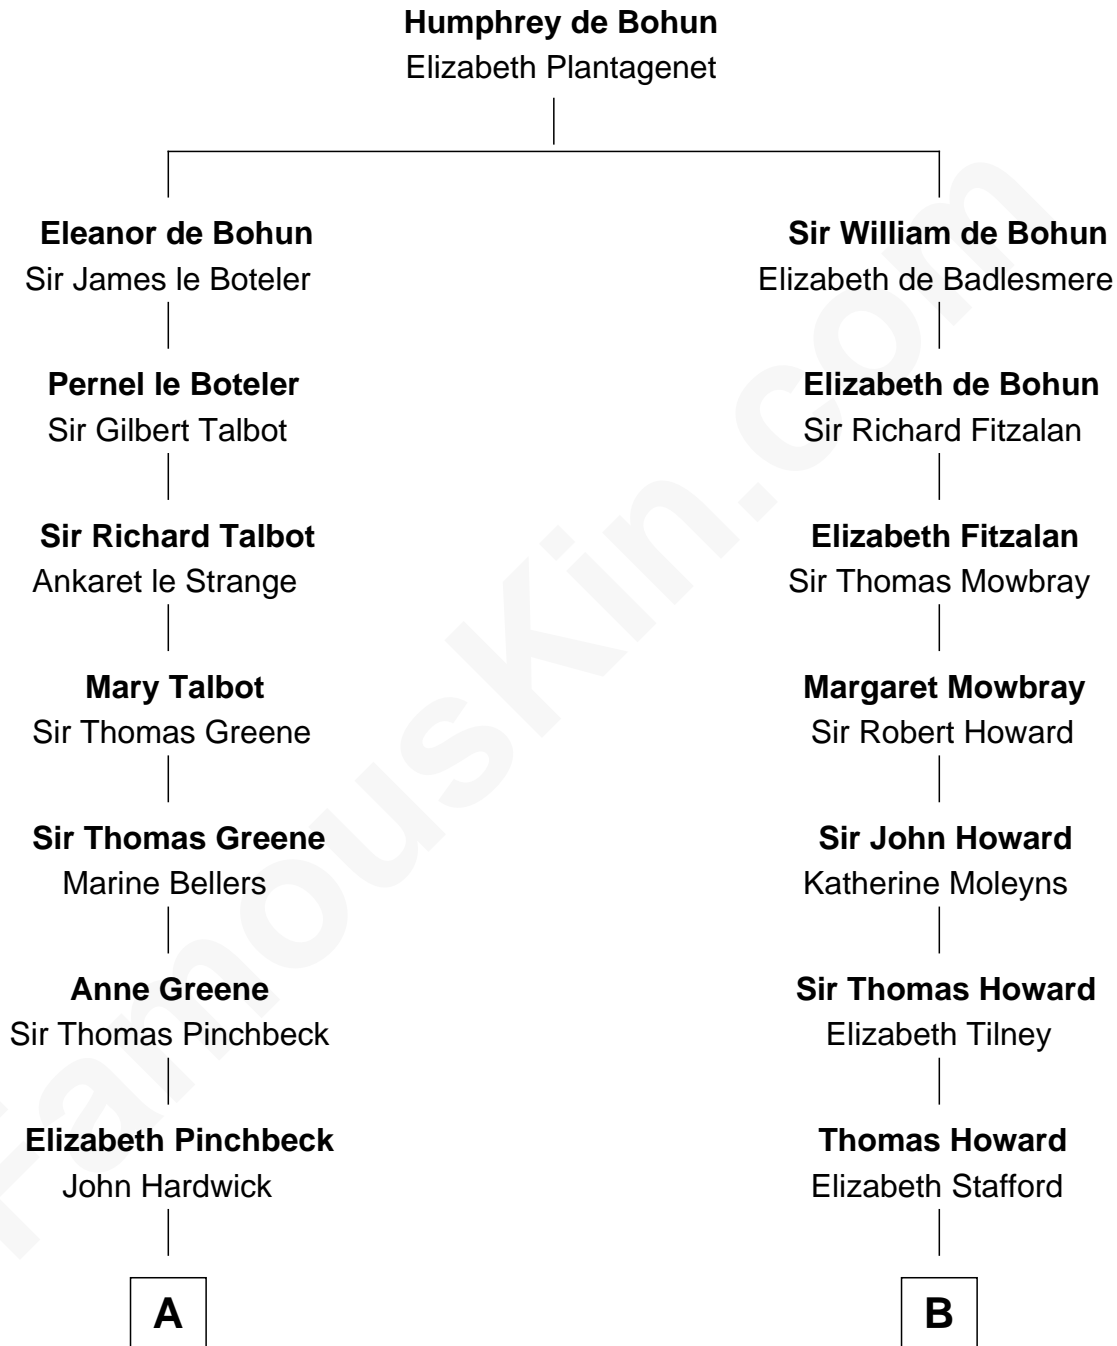 Humphrey de Bohun
Elizabeth Plantagenet
Eleanor de Bohun
Sir James le Boteler
Sir William de Bohun
Elizabeth de Badlesmere
Pernel le Boteler
Sir Gilbert Talbot
Elizabeth de Bohun
Sir Richard Fitzalan
Sir Richard Talbot
Ankaret le Strange
Elizabeth Fitzalan
Sir Thomas Mowbray
Mary Talbot
Sir Thomas Greene
Margaret Mowbray
Sir Robert Howard
Sir Thomas Greene
Marine Bellers
Sir John Howard
Katherine Moleyns
Anne Greene
Sir Thomas Pinchbeck
Sir Thomas Howard
Elizabeth Tilney
Elizabeth Pinchbeck
John Hardwick
Thomas Howard
Elizabeth Stafford
A
B
FamousKin.com